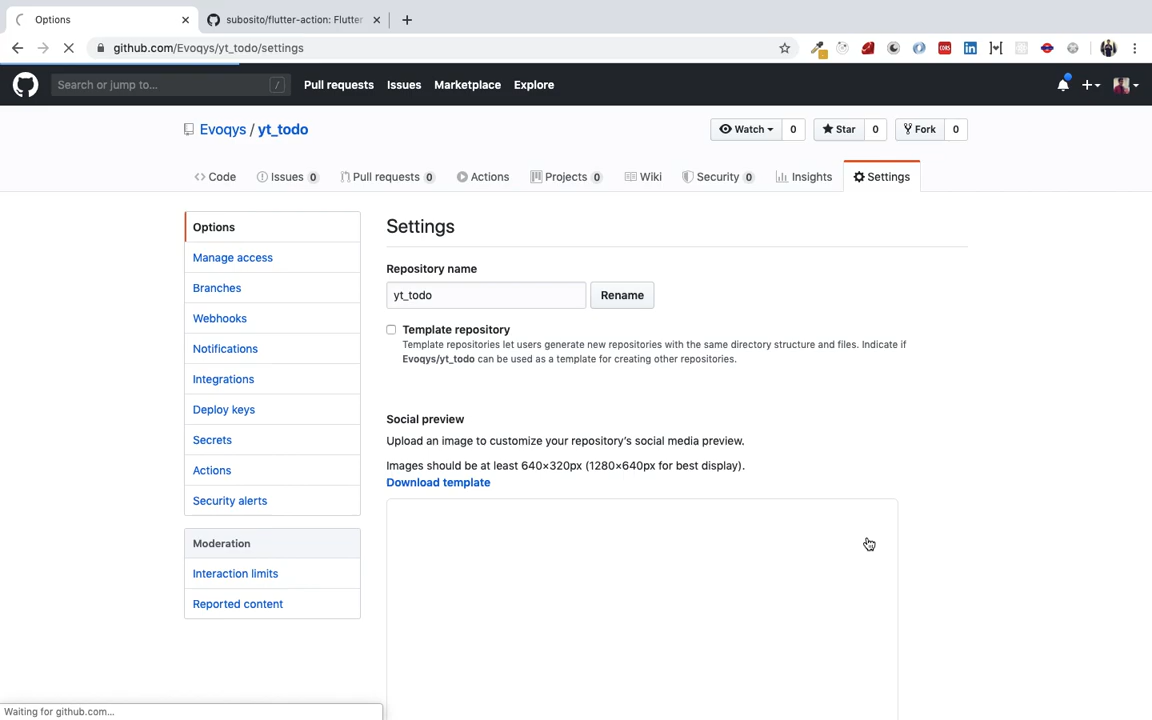 Options
subosito/flutter-action: Flutter
github.com/Evoqys/yt_todo/settings
Search or jump to...
/
Pull requests
Issues
Marketplace
Explore
Evoqys / yt_todo
Watch
0
Star
0
Fork
0
Code
Issues 0
Pull requests 0
Actions
Projects 0
Wiki
Security 0
Insights
Settings
Options
Manage access
Branches
Webhooks
Notifications
Integrations
Deploy keys
Secrets
Actions
Security alerts
Moderation
Interaction limits
Reported content
Settings
Repository name
yt_todo
Rename
Template repository
Template repositories let users generate new repositories with the same directory structure and files. Indicate if
Evoqys/yt_todo can be used as a template for creating other repositories.
Social preview
Upload an image to customize your repository's social media preview.
Images should be at least 640×320px (1280×640px for best display).
Download template
Waiting for github.com...